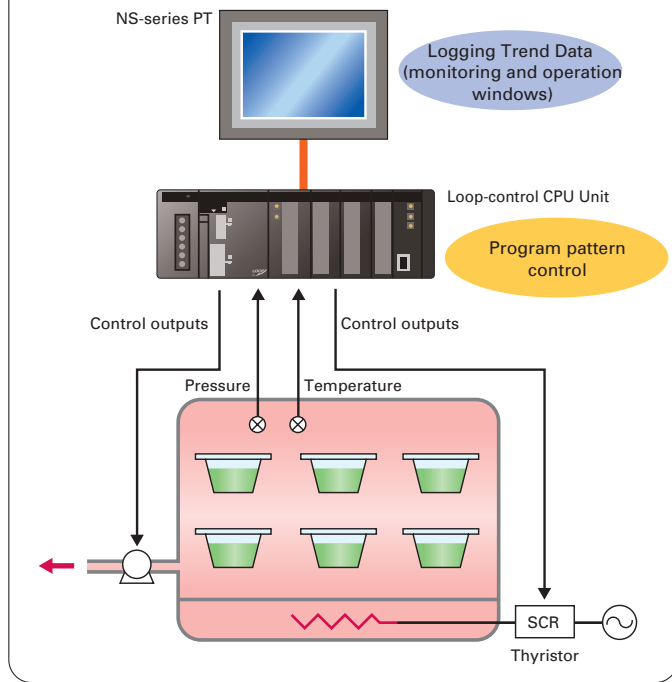 NS-series PT
Logging Trend Data
(monitoring and operation
windows)
Loop-control CPU Unit
Program pattern
control
Control outputs
Control outputs
Pressure
Temperature
SCR
Thyristor